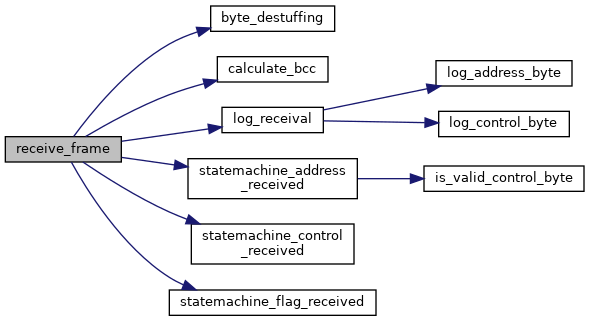 byte_destuffing
calculate_bcc
log_address_byte
log_receival
log_control_byte
receive_frame
statemachine_address
_received
is_valid_control_byte
statemachine_control
_received
statemachine_flag_received